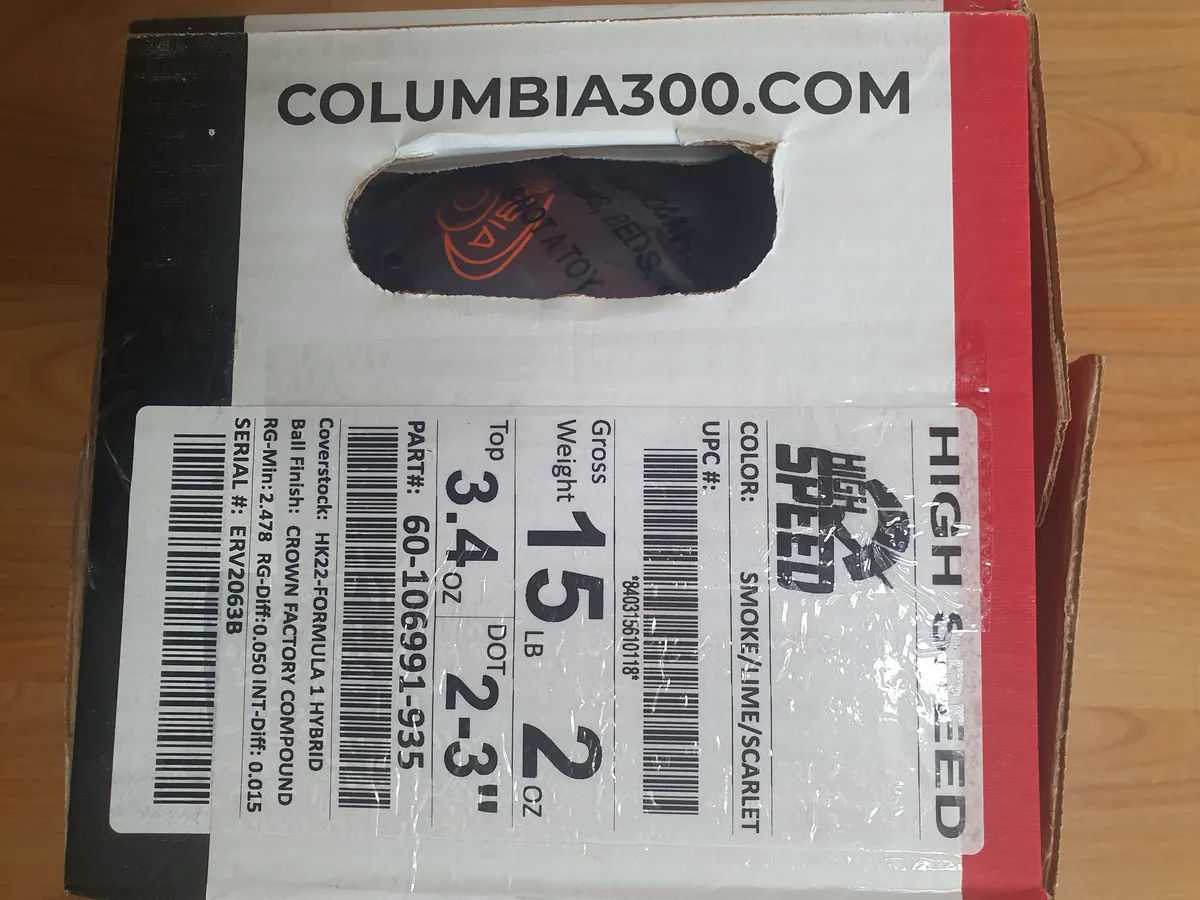 COLUMBIA300.COM
BIA
NOT A TOY
BEDS,
HIGH SPEED
HIGH
SPEED
COLOR: SMOKE/LIME/SCARLET
UPC #:
*840315610118*
Gross
Weight 15 LB 2 OZ
Top 3.4 OZ DOT 2-3"
PART#: 60-106991-935
Coverstock: HK22-FORMULA 1 HYBRID
Ball Finish: CROWN FACTORY COMPOUND
RG-Min: 2.478 RG-Diff:0.050 INT-Diff: 0.015
SERIAL #: ERV2063B